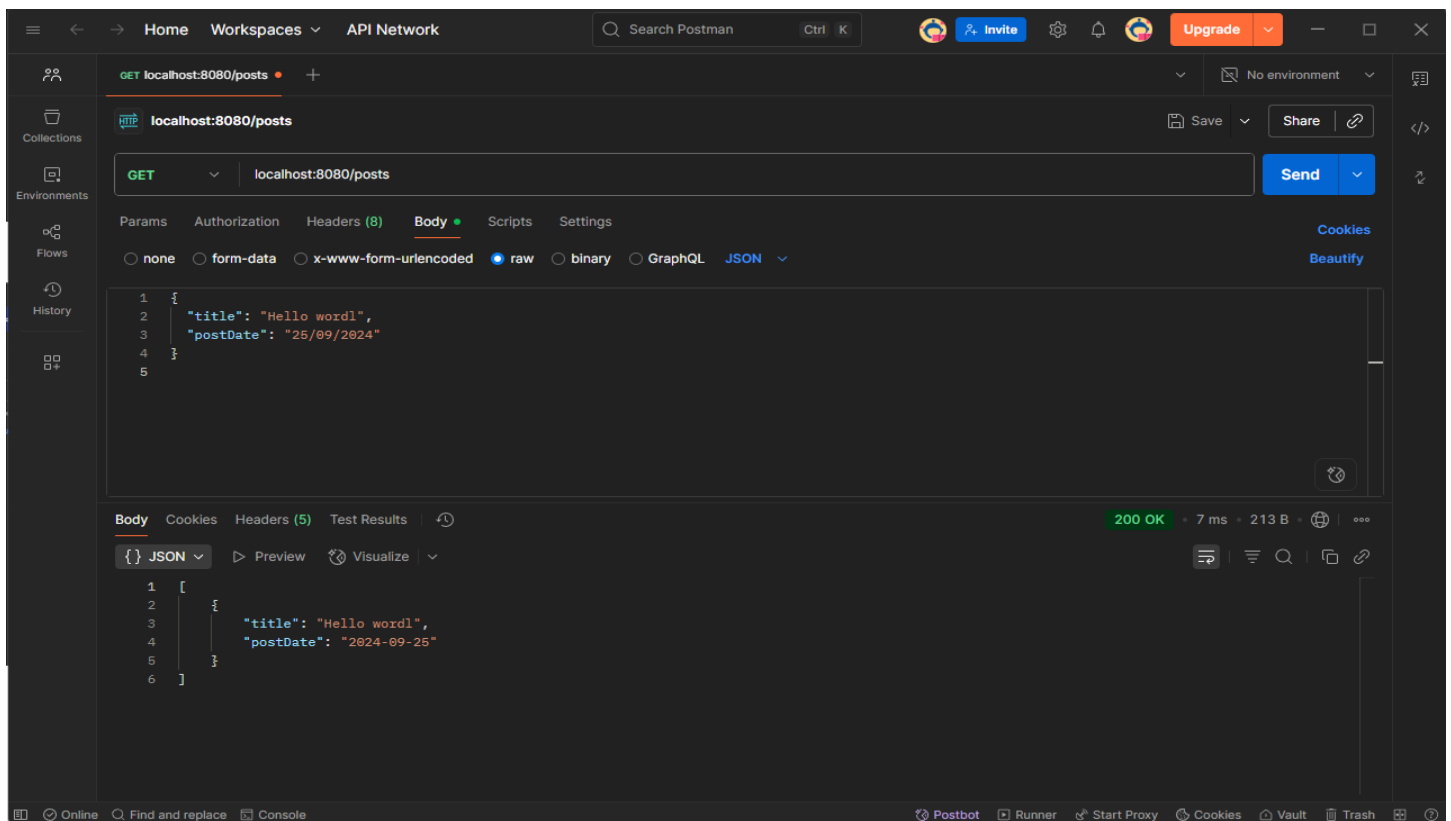 Home Workspaces API Network Search Postman Ctrl K Invite Upgrade
GET localhost:8080/posts No environment
HTTP localhost:8080/posts Save Share
Collections
GET localhost:8080/posts Send
Environments
Params Authorization Headers (8) Body Scripts Settings Cookies
Flows
none form-data x-www-form-urlencoded raw binary GraphQL JSON Beautify
History
1 {
2 "title": "Hello wordl",
3 "postDate": "25/09/2024"
4 }
5
Body Cookies Headers (5) Test Results 200 OK 7 ms 213 B
{} JSON Preview Visualize
1 [
2 {
3 "title": "Hello wordl",
4 "postDate": "2024-09-25"
5 }
6 ]
Online Find and replace Console Postbot Runner Start Proxy Cookies Vault Trash